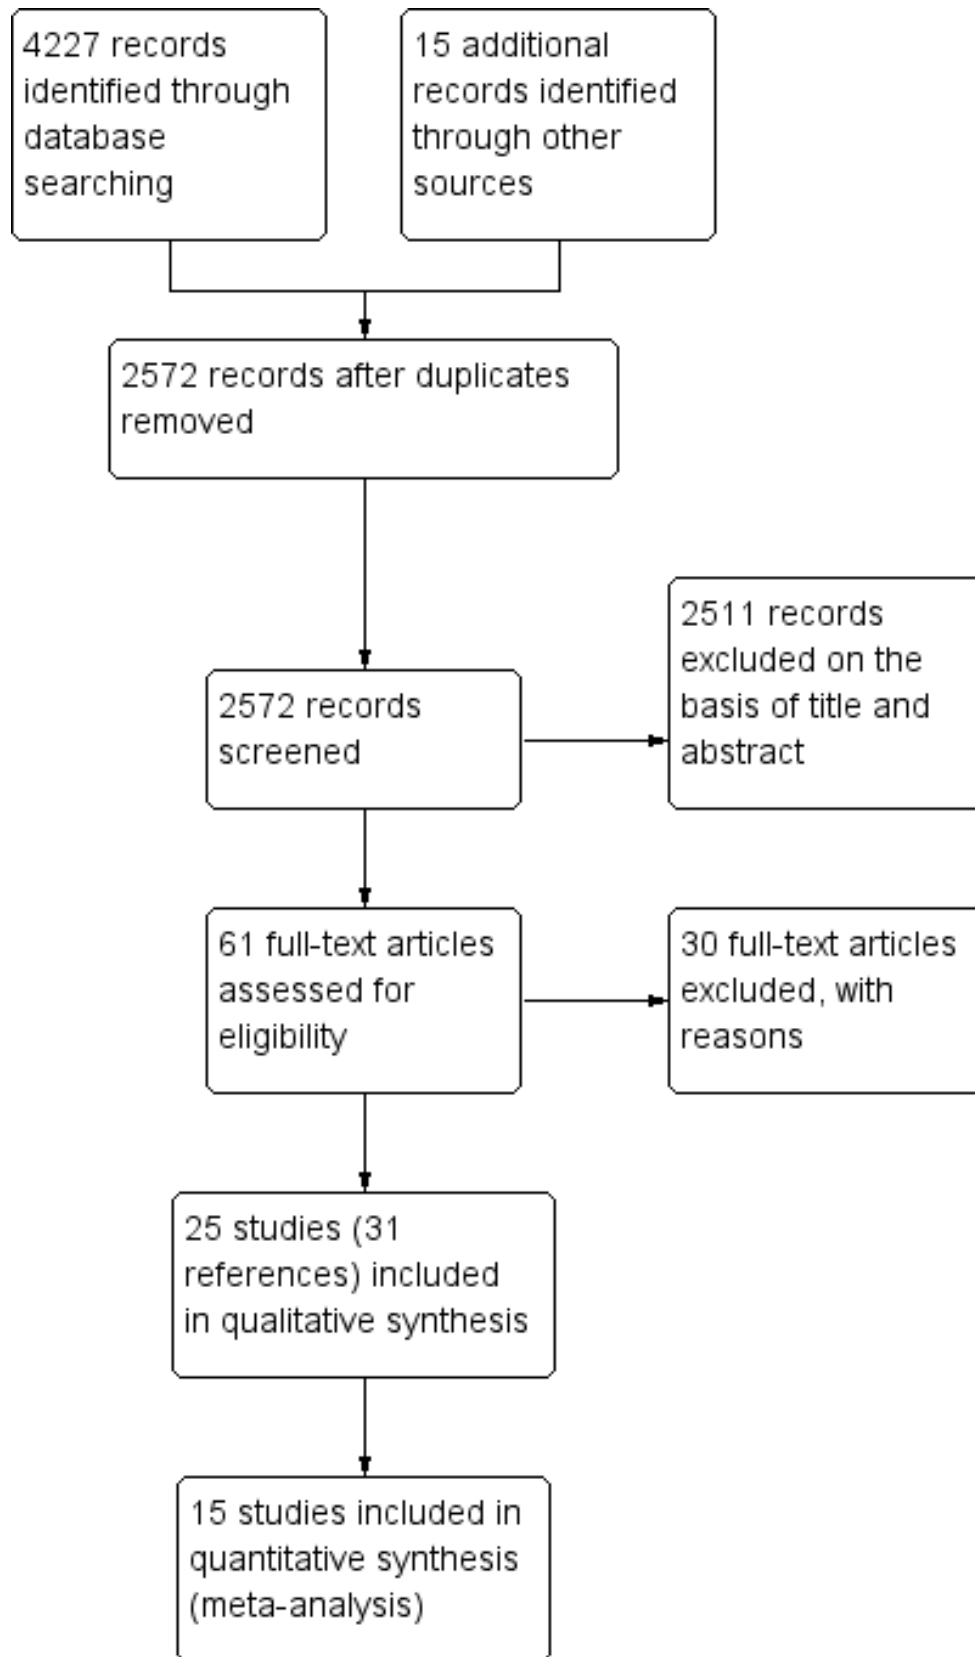 4227 records
identified through
database
searching
15 additional
records identified
through other
sources
2572 records after duplicates
removed
2572 records
screened
2511 records
excluded on the
basis of title and
abstract
61 full-text articles
assessed for
eligibility
30 full-text articles
excluded, with
reasons
25 studies (31
references) included
in qualitative synthesis
15 studies included in
quantitative synthesis
(meta-analysis)